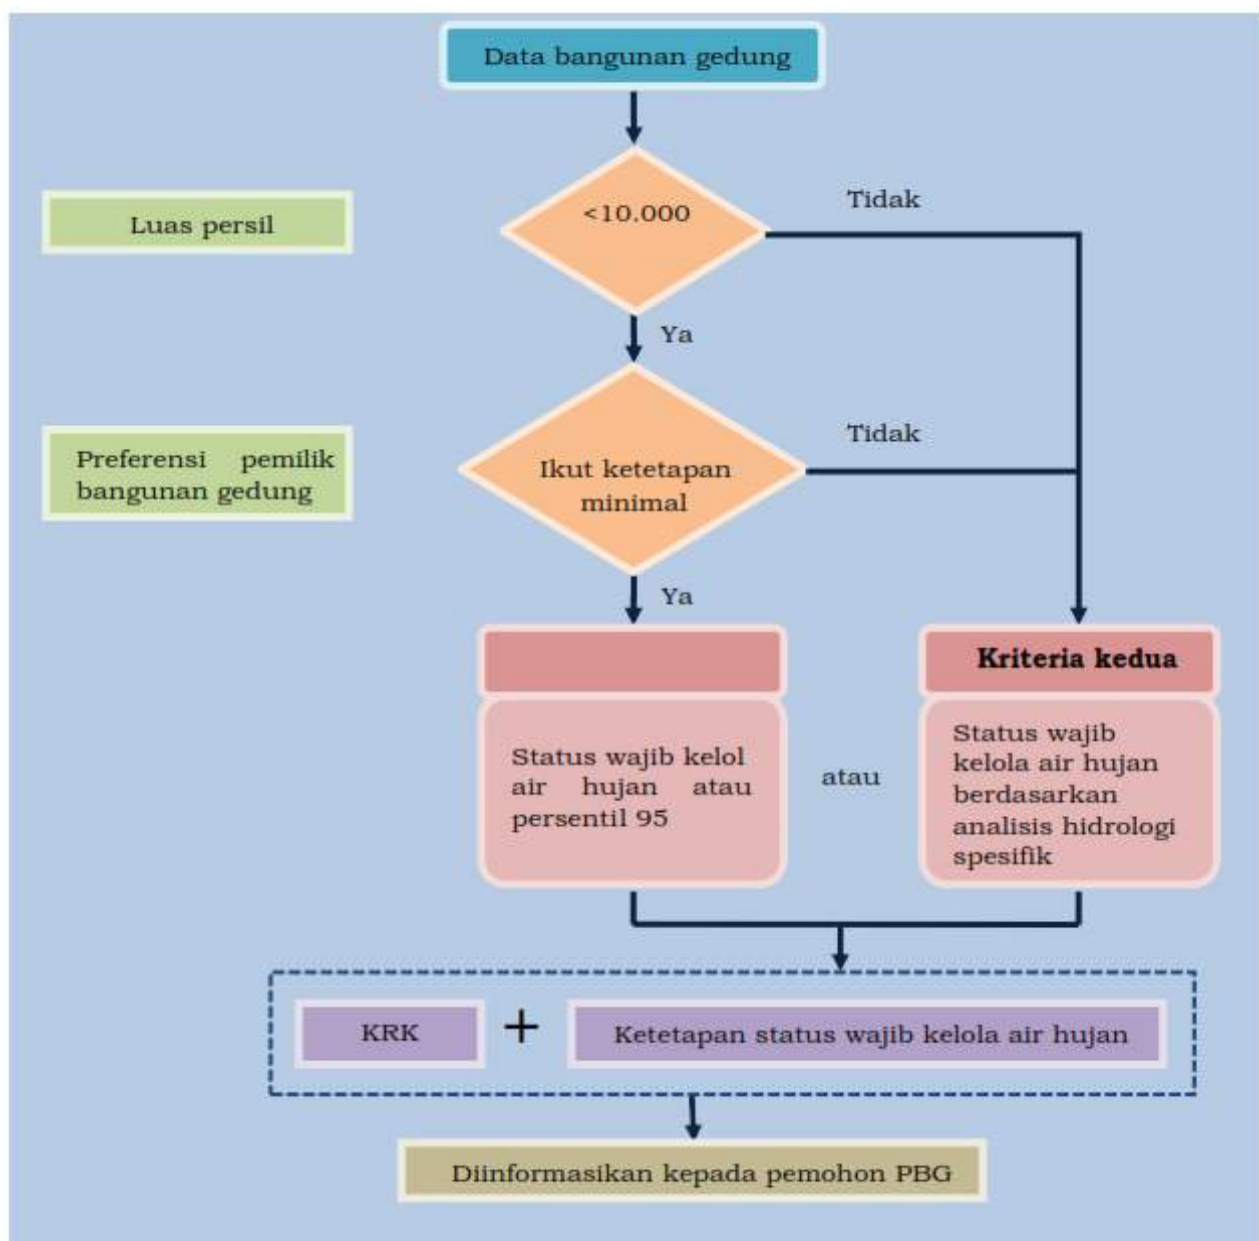 Data bangunan gedung
Luas persil
<10.000
Tidak
Ya
Preferensi pemilik
bangunan gedung
Ikut ketetapan
minimal
Tidak
Ya
Status wajib kelol
air hujan atau
persentil 95
atau
Kriteria kedua
Status wajib
kelola air hujan
berdasarkan
analisis hidrologi
spesifik
KRK
+
Ketetapan status wajib kelola air hujan
Diinformasikan kepada pemohon PBG